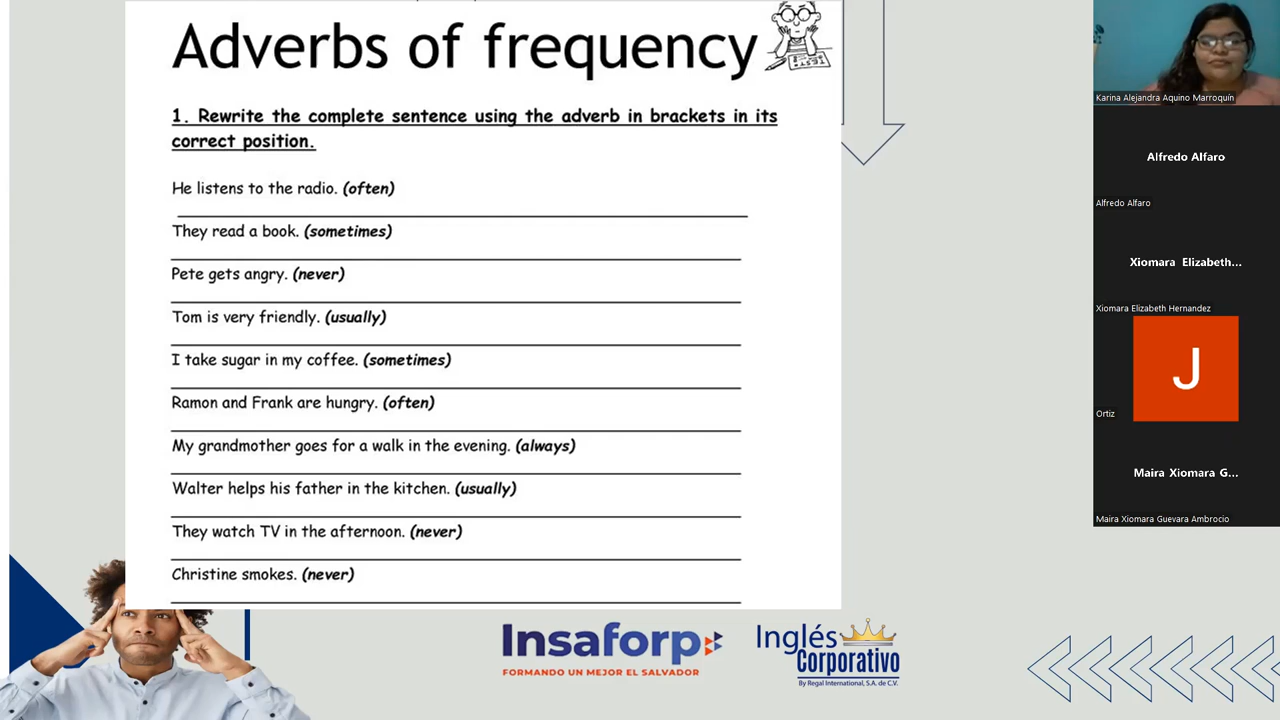 Adverbs of frequency
1. Rewrite the complete sentence using the adverb in brackets in its
correct position.
He listens to the radio. (often)
They read a book. (sometimes)
Pete gets angry. (never)
Tom is very friendly. (usually)
I take sugar in my coffee. (sometimes)
Ramon and Frank are hungry. (often)
My grandmother goes for a walk in the evening. (always)
Walter helps his father in the kitchen. (usually)
They watch TV in the afternoon. (never)
Christine smokes. (never)
Insaforp
FORMANDO UN MEJOR EL SALVADOR
Inglés
Corporativo
By Regal International, S.A. de C.V.
Karina Alejandra Aquino Marroquín
Alfredo Alfaro
Alfredo Alfaro
Xiomara Elizabeth...
Xiomara Elizabeth Hernandez
J
Ortiz
Maira Xiomara G...
Maira Xiomara Guevara Ambrocio